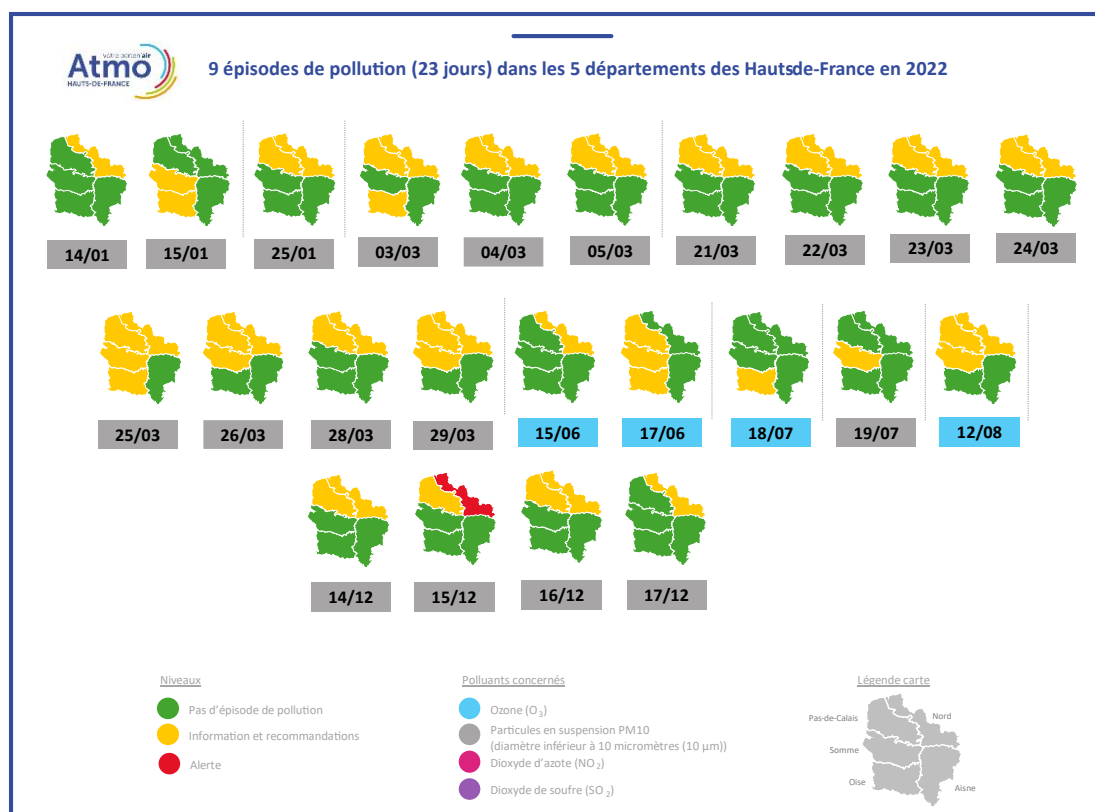 votre aérien'air
Atmo
HAUTS-DE-FRANCE
9 épisodes de pollution (23 jours) dans les 5 départements des Hautsde-France en 2022
14/01 15/01 25/01 03/03 04/03 05/03 21/03 22/03 23/03 24/03
25/03 26/03 28/03 29/03 15/06 17/06 18/07 19/07 12/08
14/12 15/12 16/12 17/12
Niveaux
Pas d'épisode de pollution
Information et recommandations
Alerte
Polluants concernés
Ozone (O3)
Particules en suspension PM10
(diamètre inférieur à 10 micromètres (10 µm))
Dioxyde d'azote (NO2)
Dioxyde de soufre (SO2)
Légende carte
Pas-de-Calais
Nord
Somme
Oise
Aisne